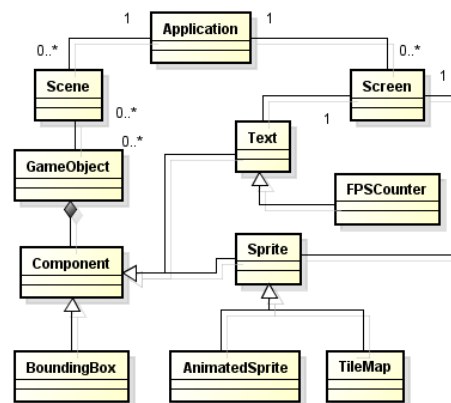 1
Application
1
0..*
0..*
Scene
Screen
1
0..*
1
Text
0..*
GameObject
FPSCounter
Component
Sprite
BoundingBox
AnimatedSprite
TileMap